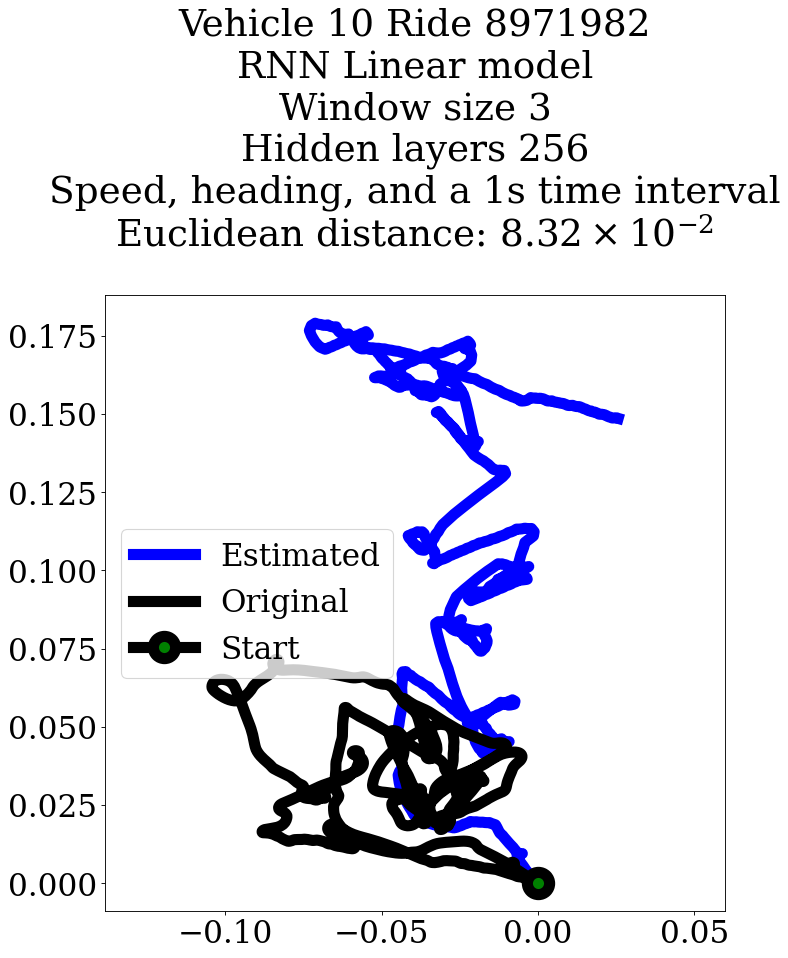 Vehicle 10 Ride 8971982
RNN Linear model
Window size 3
Hidden layers 256
Speed, heading, and a 1s time interval
Euclidean distance: 8.32 × 10⁻²
0.175
0.150
0.125
0.100
0.075
0.050
0.025
0.000
Estimated
Original
Start
−0.10
−0.05
0.00
0.05